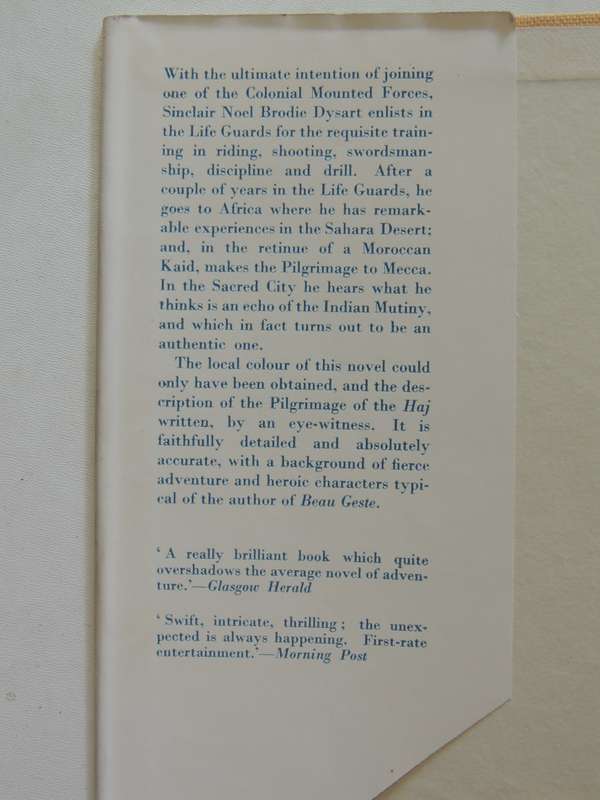 With the ultimate intention of joining
one of the Colonial Mounted Forces,
Sinclair Noel Brodie Dysart enlists in
the Life Guards for the requisite train-
ing in riding, shooting, swordsman-
ship, discipline and drill. After a
couple of years in the Life Guards, he
goes to Africa where he has remark-
able experiences in the Sahara Desert;
and, in the retinue of a Moroccan
Kaid, makes the Pilgrimage to Mecca.
In the Sacred City he hears what he
thinks is an echo of the Indian Mutiny,
and which in fact turns out to be an
authentic one.
The local colour of this novel could
only have been obtained, and the des-
cription of the Pilgrimage of the Haj
written, by an eye-witness. It is
faithfully detailed and absolutely
accurate, with a background of fierce
adventure and heroic characters typi-
cal of the author of Beau Geste.
‘A really brilliant book which quite
overshadows the average novel of adven-
ture.’—Glasgow Herald
‘Swift, intricate, thrilling; the unex-
pected is always happening. First-rate
entertainment.’—Morning Post